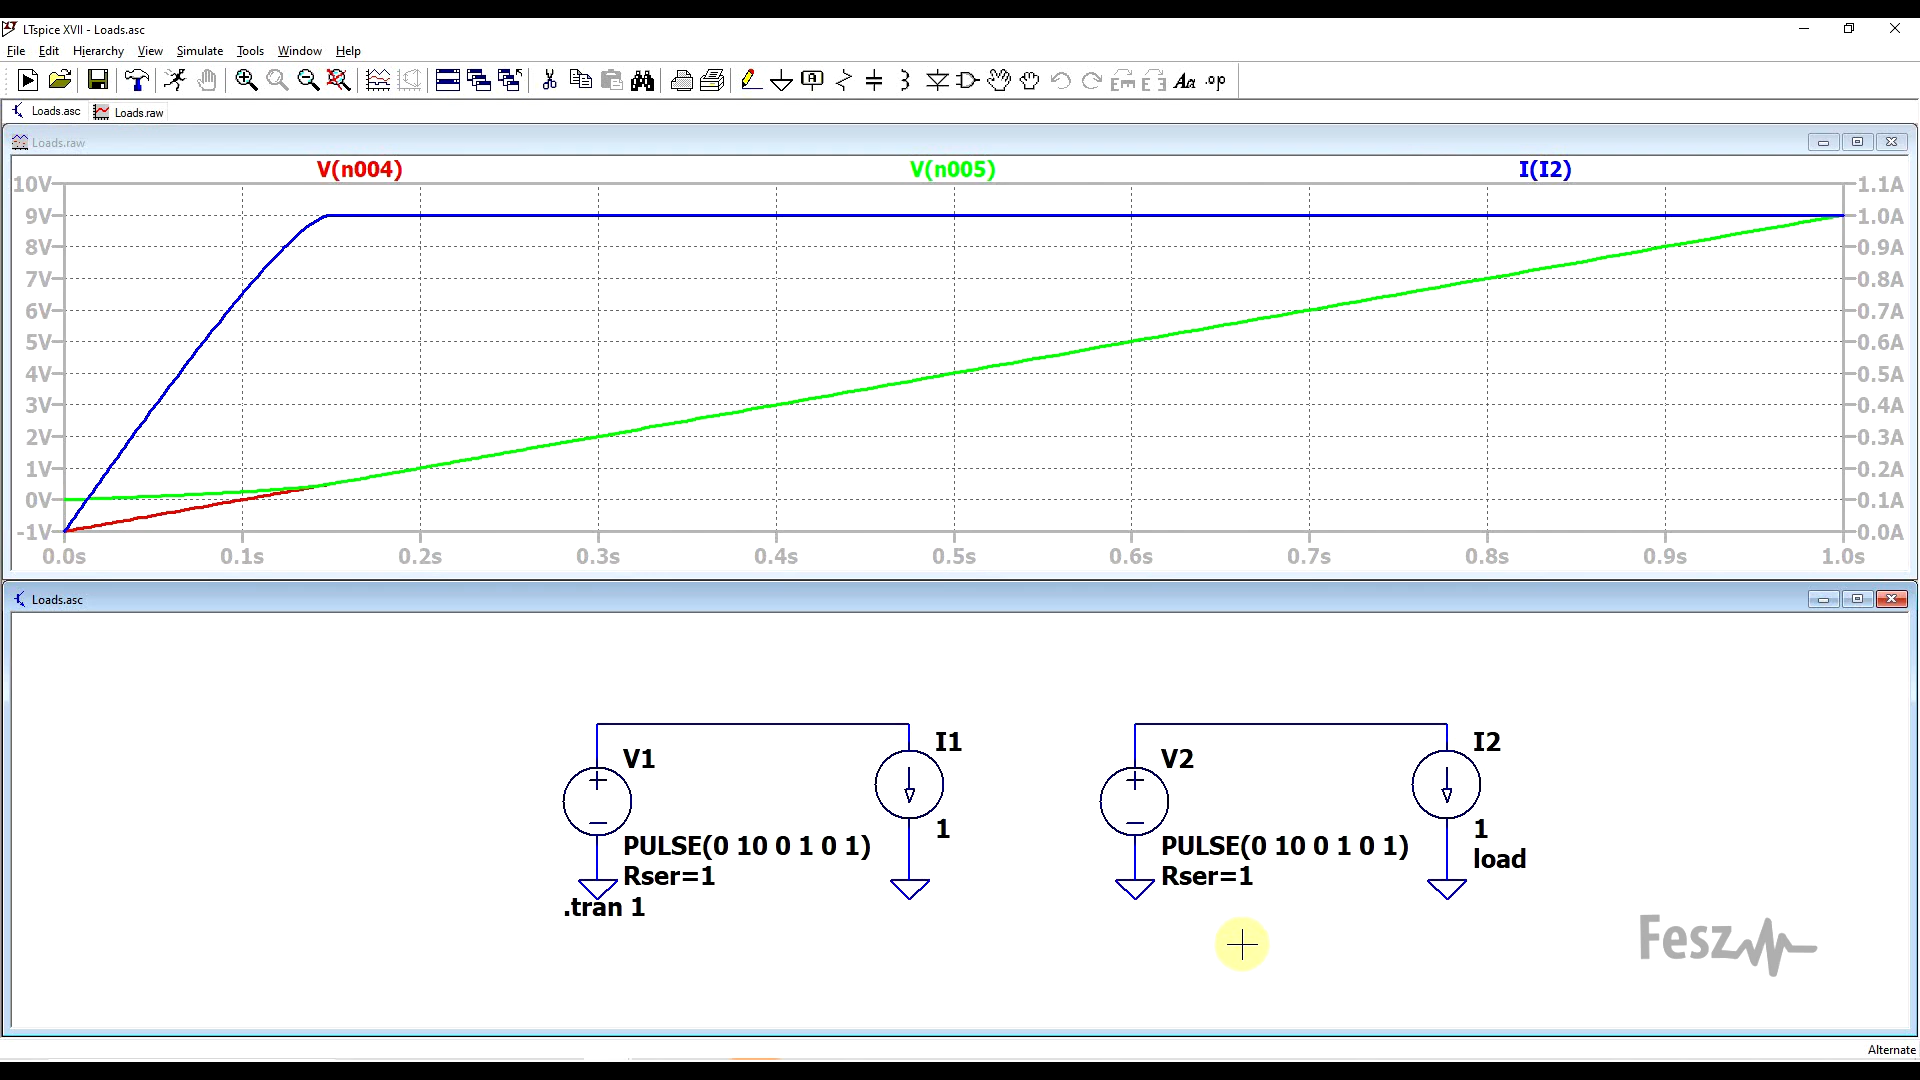 LTspice XVII - Loads.asc
File Edit Hierarchy View Simulate Tools Window Help
Loads.asc Loads.raw
Loads.raw
V(n004) V(n005) I(I2)
10V 1.1A
9V 1.0A
8V 0.9A
7V 0.8A
6V 0.7A
5V 0.6A
4V 0.5A
3V 0.4A
2V 0.3A
1V 0.2A
0V 0.1A
-1V 0.0A
0.0s 0.1s 0.2s 0.3s 0.4s 0.5s 0.6s 0.7s 0.8s 0.9s 1.0s
Loads.asc
V1 I1 V2 I2
1 1
PULSE(0 10 0 1 0 1) PULSE(0 10 0 1 0 1) load
Rser=1 Rser=1
.tran 1
Fesz
Alternate